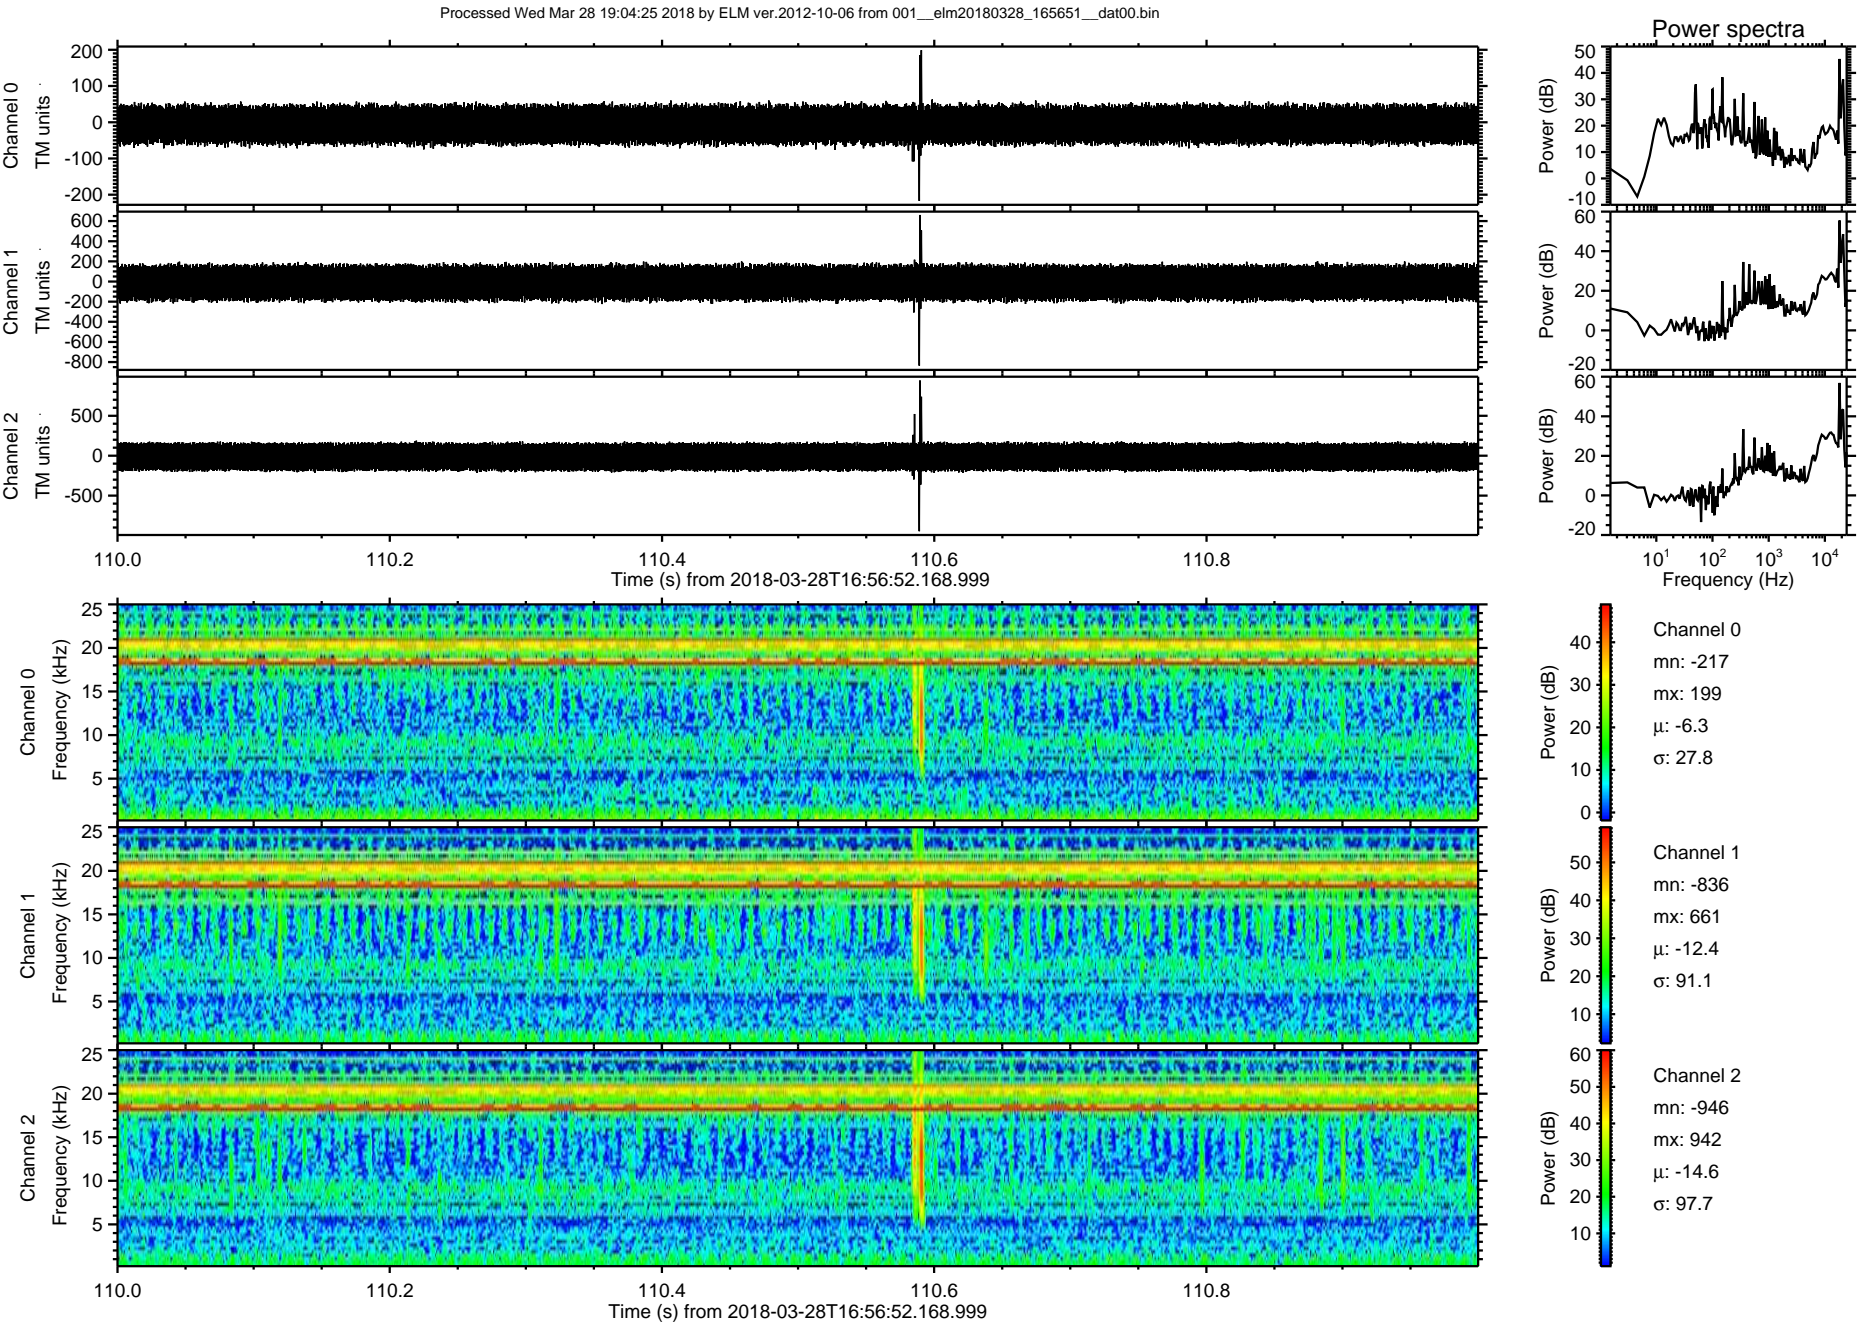 Processed Wed Mar 28 19:04:25 2018 by ELM ver.2012-10-06 from 001__elm20180328_165651__dat00.bin
Power spectra
Channel 0
TM units
200
100
0
-100
-200
Power (dB)
50
40
30
20
10
0
-10
Channel 1
TM units
600
400
200
0
-200
-400
-600
-800
Power (dB)
60
40
20
0
-20
Channel 2
TM units
500
0
-500
Power (dB)
60
40
20
0
-20
110.0 110.2 110.4 110.6 110.8
Time (s) from 2018-03-28T16:56:52.168.999
10¹ 10² 10³ 10⁴
Frequency (Hz)
Channel 0
Frequency (kHz)
25
20
15
10
5
Power (dB)
40
30
20
10
0
Channel 0
mn: -217
mx: 199
μ: -6.3
σ: 27.8
Channel 1
Frequency (kHz)
25
20
15
10
5
Power (dB)
50
40
30
20
10
Channel 1
mn: -836
mx: 661
μ: -12.4
σ: 91.1
Channel 2
Frequency (kHz)
25
20
15
10
5
Power (dB)
60
50
40
30
20
10
Channel 2
mn: -946
mx: 942
μ: -14.6
σ: 97.7
110.0 110.2 110.4 110.6 110.8
Time (s) from 2018-03-28T16:56:52.168.999